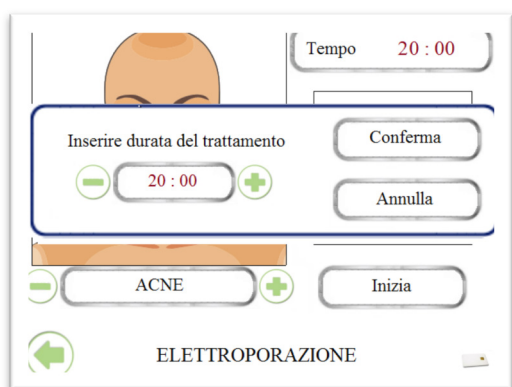 Tempo 20 : 00
Inserire durata del trattamento
20 : 00
Conferma
Annulla
ACNE
Inizia
ELETTROPORAZIONE